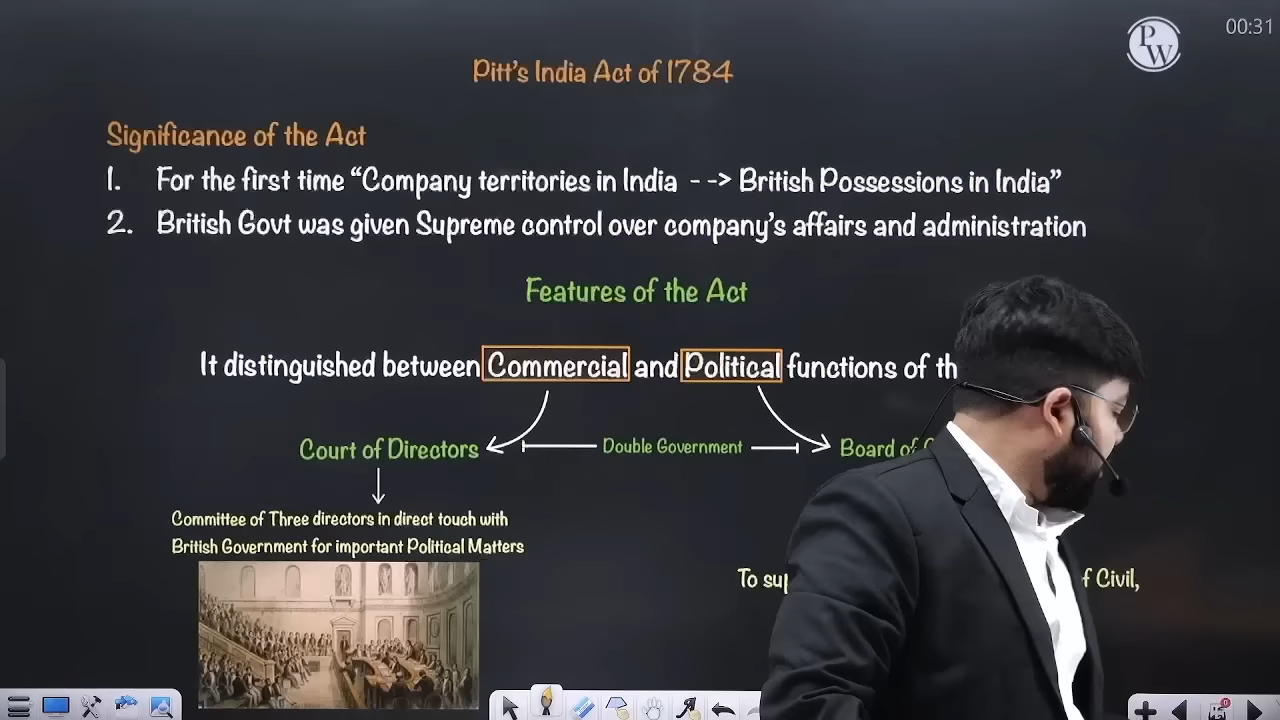 PW
00:31
Pitt's India Act of 1784
Significance of the Act
1. For the first time “Company territories in India --> British Possessions in India”
2. British Govt was given Supreme control over company's affairs and administration
Features of the Act
It distinguished between Commercial and Political functions of
Court of Directors
Double Government
Board of
Committee of Three directors in direct touch with
British Government for important Political Matters
To
Civil,